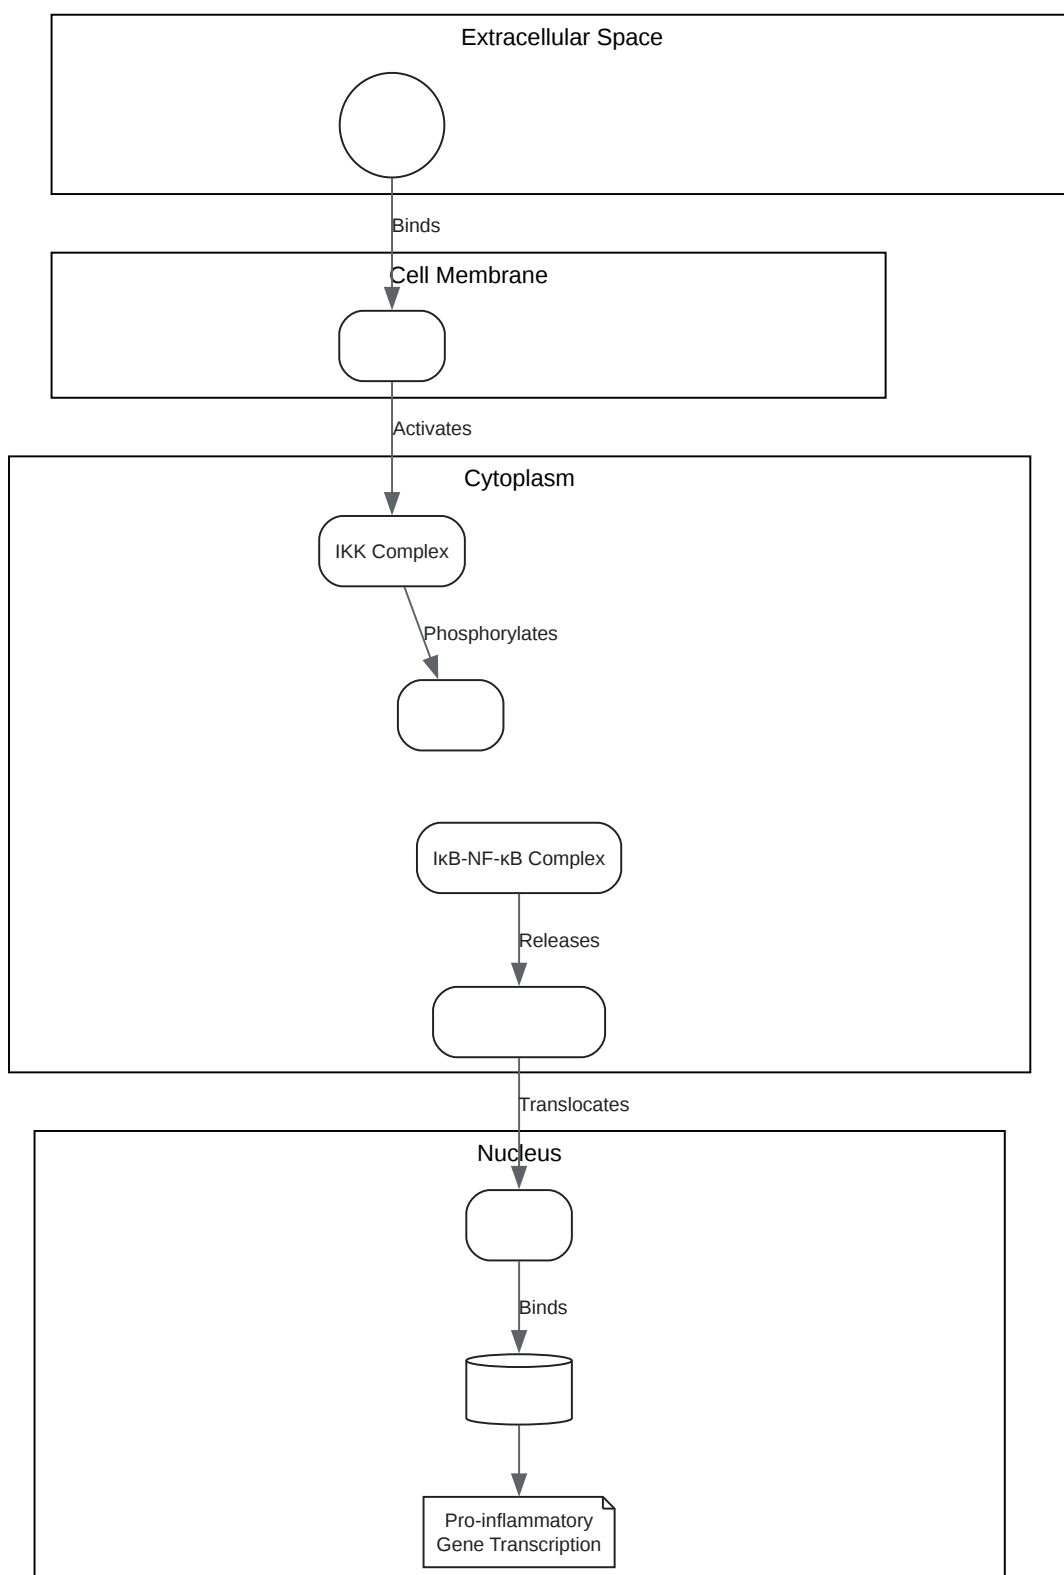 Extracellular Space
Binds
Cell Membrane
Activates
Cytoplasm
IKK Complex
Phosphorylates
IκB-NF-κB Complex
Releases
Translocates
Nucleus
Binds
Pro-inflammatory
Gene Transcription